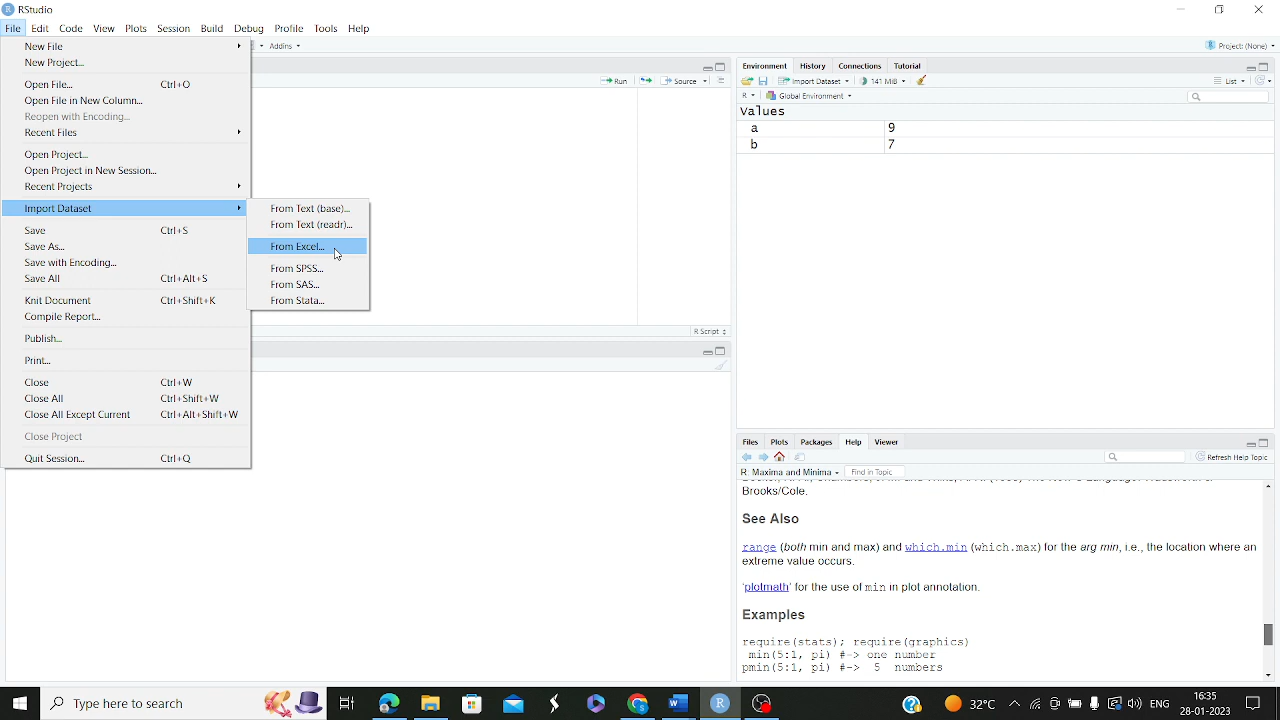 RStudio
File Edit Code View Plots Session Build Debug Profile Tools Help
Addins
Project: (None)
New File
New Project...
Open File... Ctrl+O
Open File in New Column...
Reopen with Encoding...
Recent Files
Open Project...
Open Project in New Session...
Recent Projects
Import Dataset
Save Ctrl+S
Save As...
Save with Encoding...
Save All Ctrl+Alt+S
Knit Document Ctrl+Shift+K
Compile Report...
Publish...
Print...
Close Ctrl+W
Close All Ctrl+Shift+W
Close All Except Current Ctrl+Alt+Shift+W
Close Project
Quit Session... Ctrl+Q
From Text (base)...
From Text (readr)...
From Excel...
From SPSS...
From SAS...
From Stata...
Run Source
R Script
Environment History Connections Tutorial
Import Dataset 141 MiB List
R Global Environment
Values
a 9
b 7
Files Plots Packages Help Viewer
Refresh Help Topic
R: Maxima and Minima Find in Topic
Brooks/Cole.
See Also
range (both min and max) and which.min (which.max) for the arg min, i.e., the location where an
extreme value occurs.
'plotmath' for the use of min in plot annotation.
Examples
require(stats); require(graphics)
min(5:1, pi) #-> one number
pmin(5:1, pi) #-> 5 numbers
Type here to search
32°C
ENG
16:35
28-01-2023